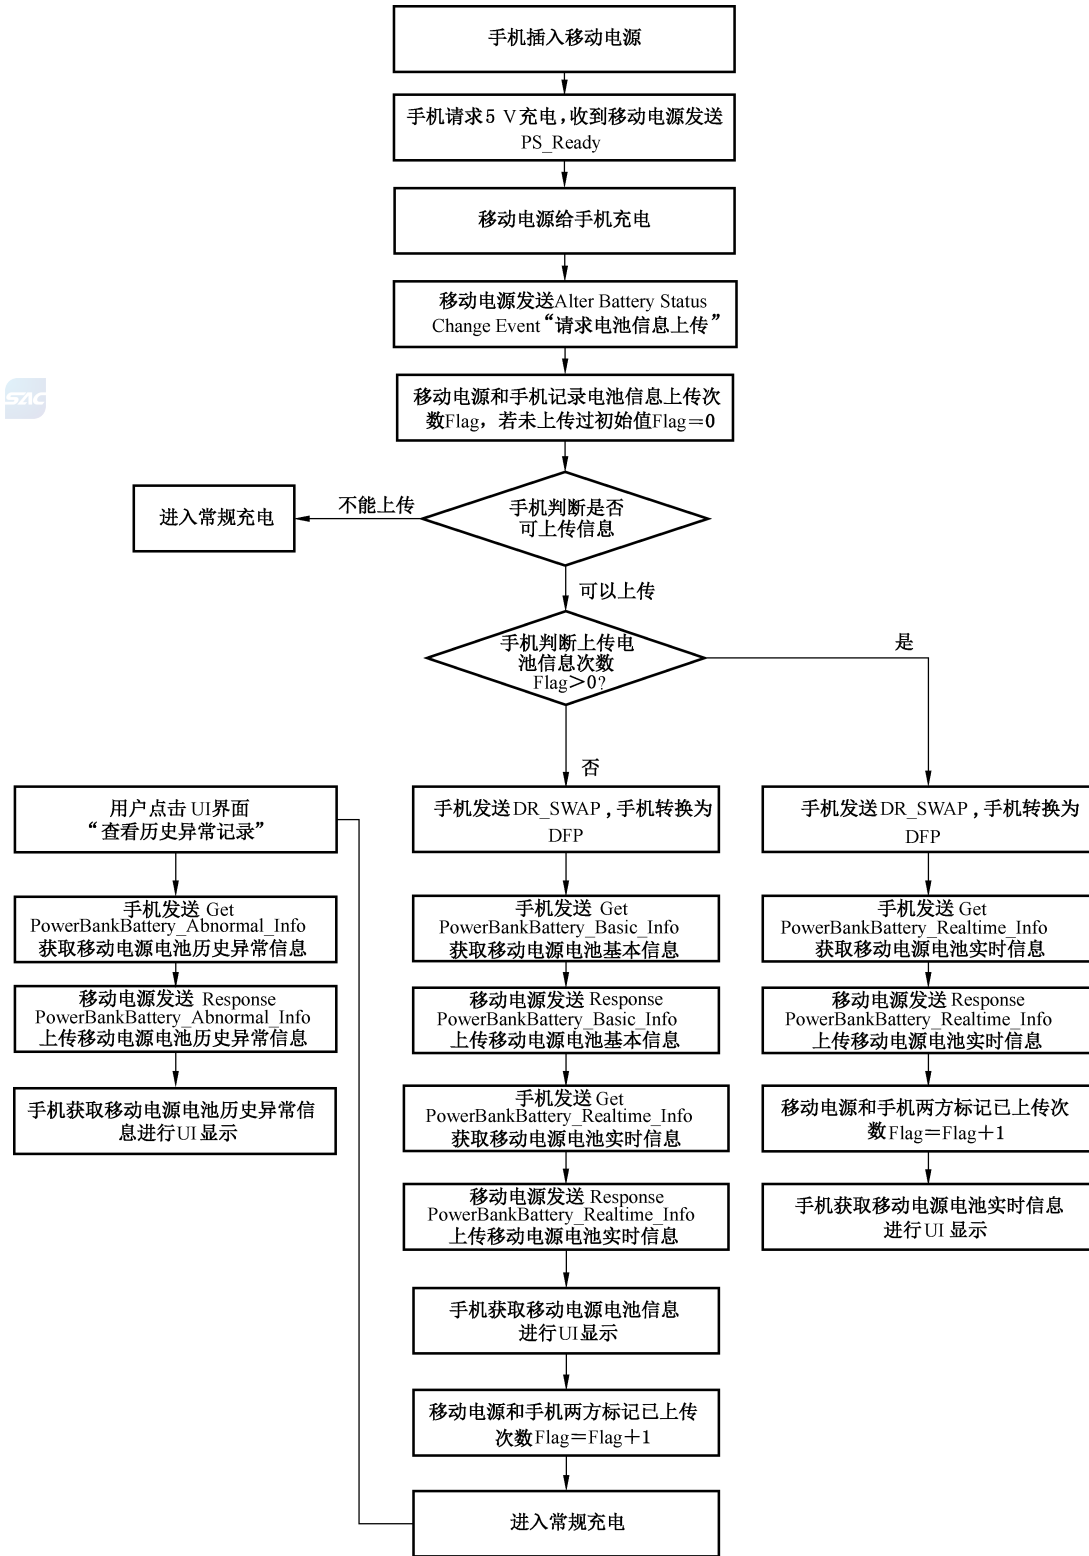 手机插入移动电源
手机请求5 V充电,收到移动电源发送
PS_Ready
移动电源给手机充电
移动电源发送Alter Battery Status
Change Event“请求电池信息上传”
SAC
移动电源和手机记录电池信息上传次
数Flag，若未上传过初始值Flag=0
手机判断是否
可上传信息
不能上传
进入常规充电
可以上传
手机判断上传电
池信息次数
Flag>0?
是
否
用户点击 UI界面
“查看历史异常记录”
手机发送 Get
PowerBankBattery_Abnormal_Info
获取移动电源电池历史异常信息
移动电源发送 Response
PowerBankBattery_Abnormal_Info
上传移动电源电池历史异常信息
手机获取移动电源电池历史异常信
息进行UI显示
手机发送DR_SWAP,手机转换为
DFP
手机发送 Get
PowerBankBattery_Basic_Info
获取移动电源电池基本信息
移动电源发送 Response
PowerBankBattery_Basic_Info
上传移动电源电池基本信息
手机发送 Get
PowerBankBattery_Realtime_Info
获取移动电源电池实时信息
移动电源发送 Response
PowerBankBattery_Realtime_Info
上传移动电源电池实时信息
手机获取移动电源电池信息
进行UI显示
移动电源和手机两方标记已上传
次数Flag=Flag+1
进入常规充电
手机发送DR_SWAP,手机转换为
DFP
手机发送 Get
PowerBankBattery_Realtime_Info
获取移动电源电池实时信息
移动电源发送 Response
PowerBankBattery_Realtime_Info
上传移动电源电池实时信息
移动电源和手机两方标记已上传次
数Flag=Flag+1
手机获取移动电源电池实时信息
进行UI 显示